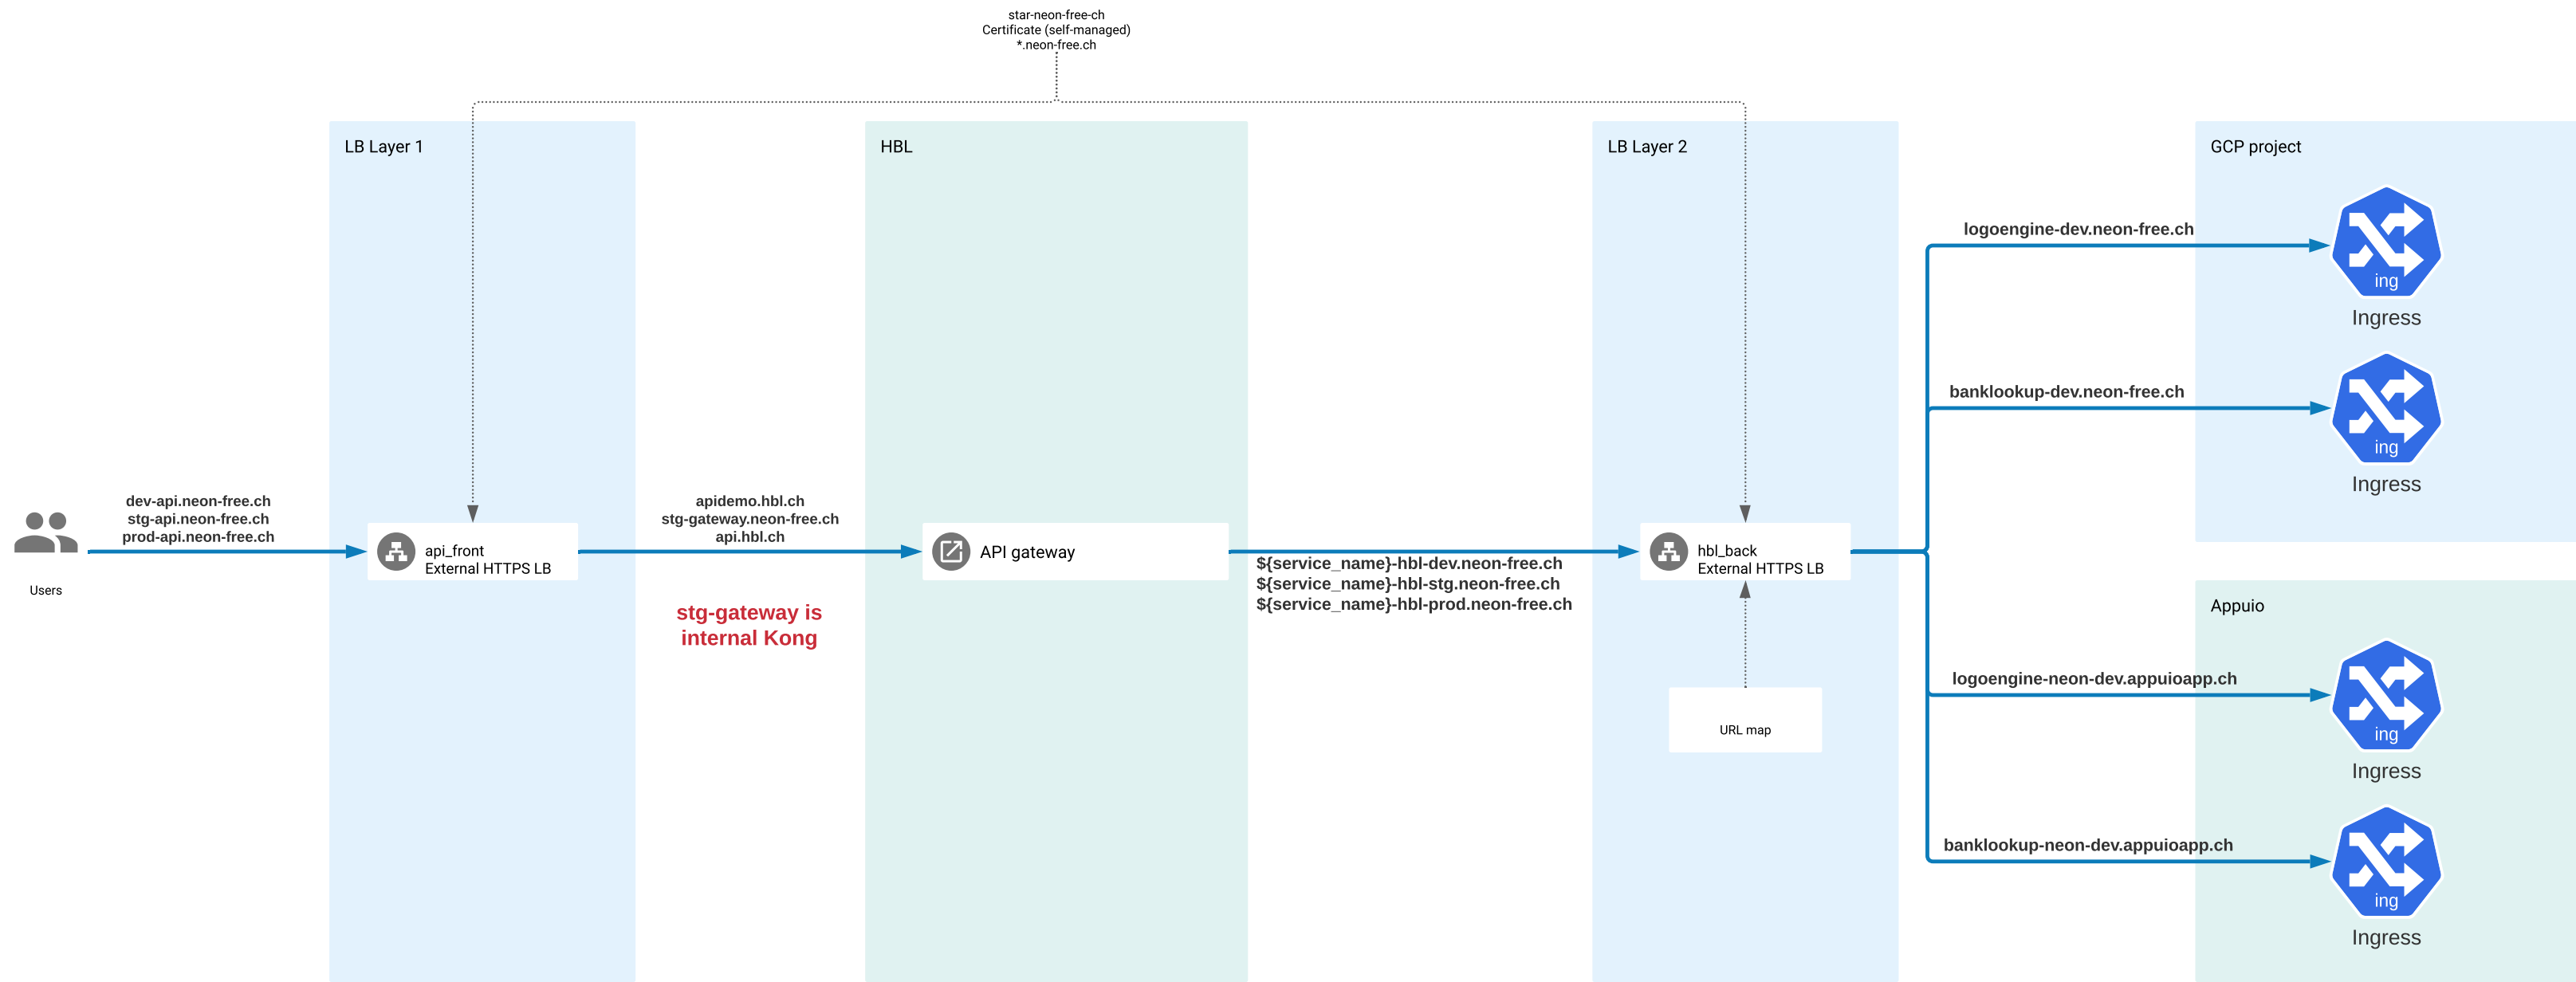 star-neon-free-ch
Certificate (self-managed)
*.neon-free.ch
LB Layer 1
HBL
LB Layer 2
GCP project
logoengine-dev.neon-free.ch
ing
Ingress
banklookup-dev.neon-free.ch
ing
Ingress
dev-api.neon-free.ch
stg-api.neon-free.ch
prod-api.neon-free.ch
Users
api_front
External HTTPS LB
apidemo.hbl.ch
stg-gateway.neon-free.ch
api.hbl.ch
stg-gateway is
internal Kong
API gateway
${service_name}-hbl-dev.neon-free.ch
${service_name}-hbl-stg.neon-free.ch
${service_name}-hbl-prod.neon-free.ch
hbl_back
External HTTPS LB
URL map
Appuio
logoengine-neon-dev.appuioapp.ch
ing
Ingress
banklookup-neon-dev.appuioapp.ch
ing
Ingress